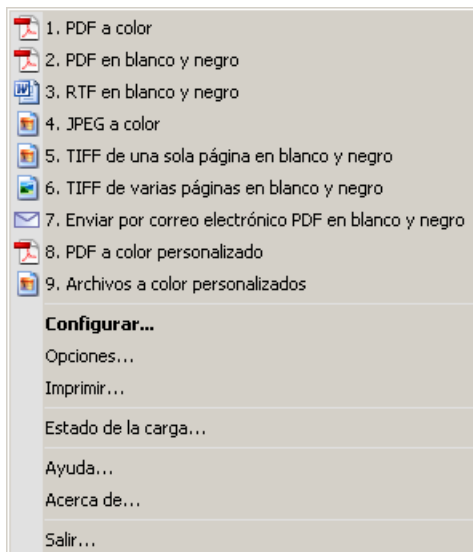 1. PDF a color
2. PDF en blanco y negro
3. RTF en blanco y negro
4. JPEG a color
5. TIFF de una sola página en blanco y negro
6. TIFF de varias páginas en blanco y negro
7. Enviar por correo electrónico PDF en blanco y negro
8. PDF a color personalizado
9. Archivos a color personalizados
Configurar...
Opciones...
Imprimir...
Estado de la carga...
Ayuda...
Acerca de...
Salir...